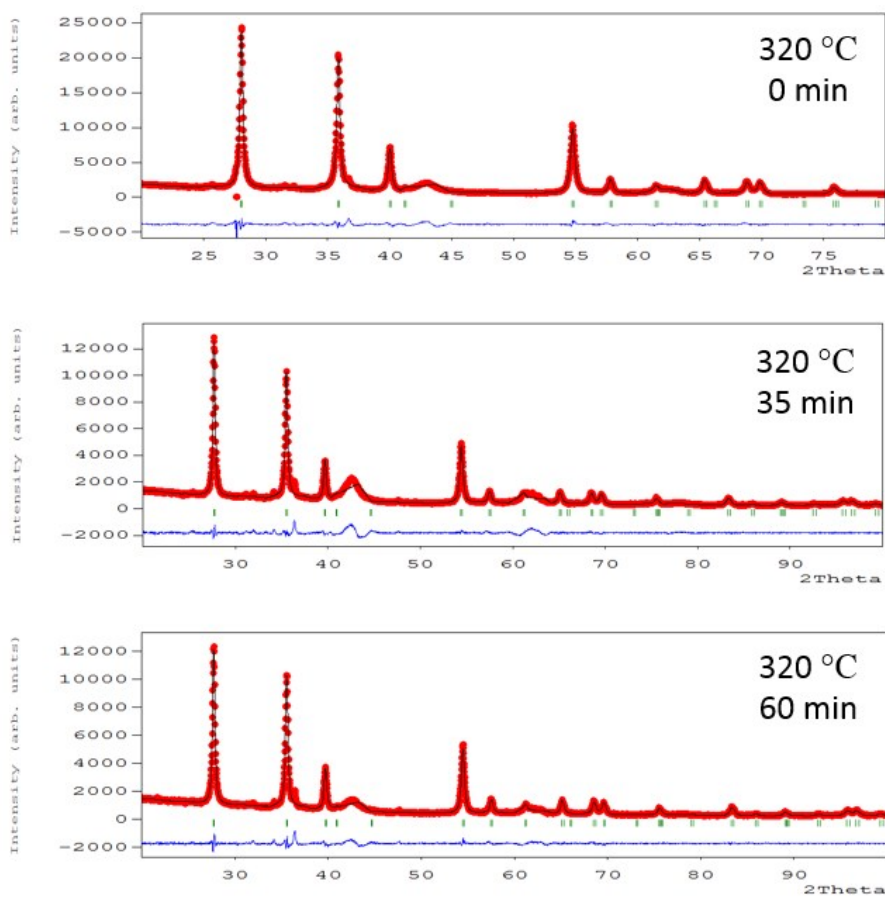 Intensity (arb. units)
25000
20000
15000
10000
5000
0
-5000
320 °C
0 min
25 30 35 40 45 50 55 60 65 70 75
2Theta
Intensity (arb. units)
12000
10000
8000
6000
4000
2000
0
-2000
320 °C
35 min
30 40 50 60 70 80 90
2Theta
Intensity (arb. units)
12000
10000
8000
6000
4000
2000
0
-2000
320 °C
60 min
30 40 50 60 70 80 90
2Theta